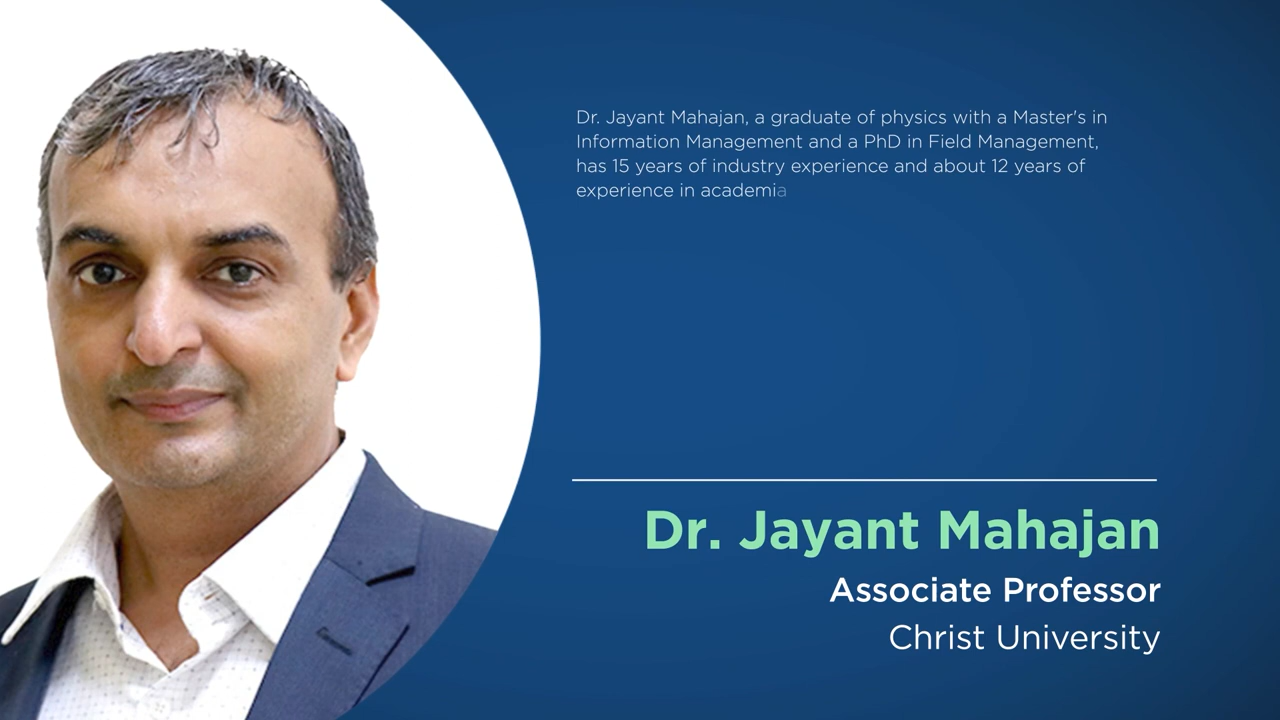 Dr. Jayant Mahajan, a graduate of physics with a Master's in
Information Management and a PhD in Field Management,
has 15 years of industry experience and about 12 years of
experience in academia
Dr. Jayant Mahajan
Associate Professor
Christ University